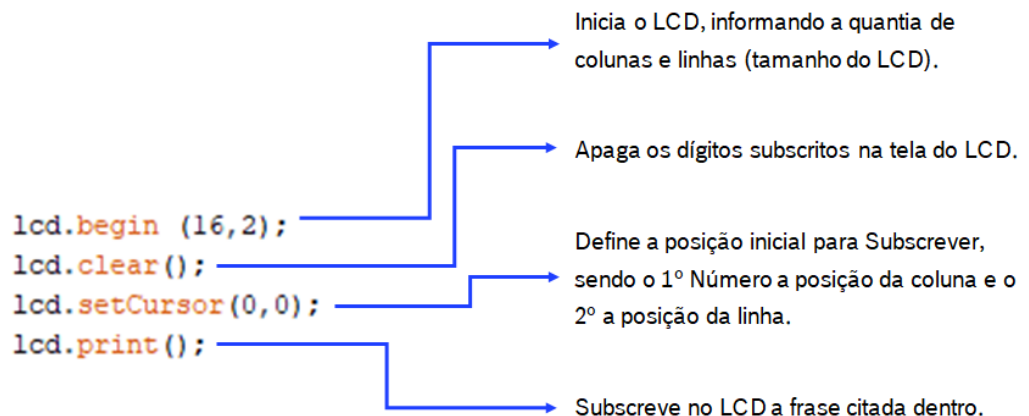 Inicia o LCD, informando a quantia de
colunas e linhas (tamanho do LCD).
Apaga os dígitos subscritos na tela do LCD.
lcd.begin (16,2);
lcd.clear();
lcd.setCursor(0,0);
lcd.print();
Define a posição inicial para Subscrever,
sendo o 1º Número a posição da coluna e o
2º a posição da linha.
Subscreve no LCD a frase citada dentro.